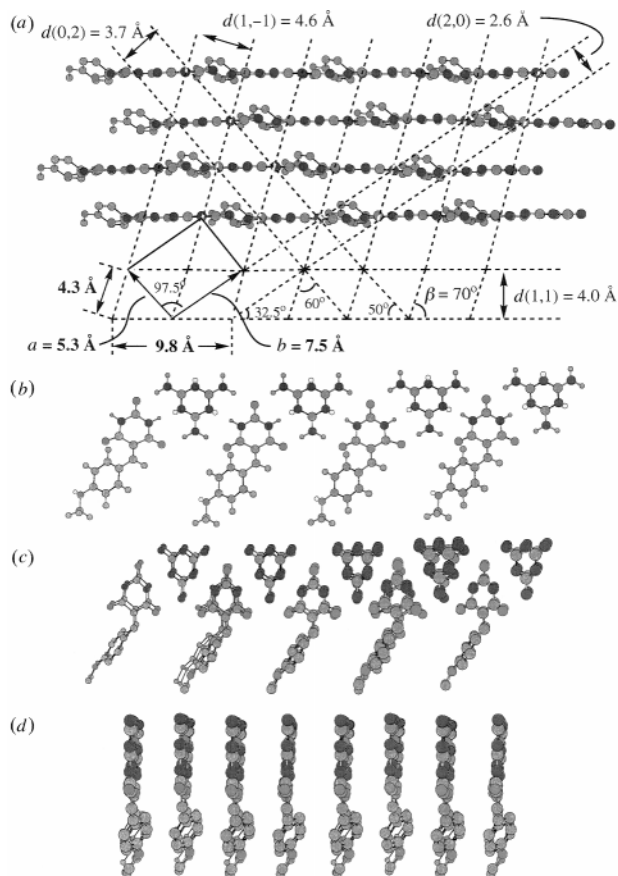 (a)
d(0,2) = 3.7 Å
d(1,−1) = 4.6 Å
d(2,0) = 2.6 Å
4.3 Å
97.5°
32.5°
60°
50°
β = 70°
d(1,1) = 4.0 Å
a = 5.3 Å
9.8 Å
b = 7.5 Å
(b)
(c)
(d)